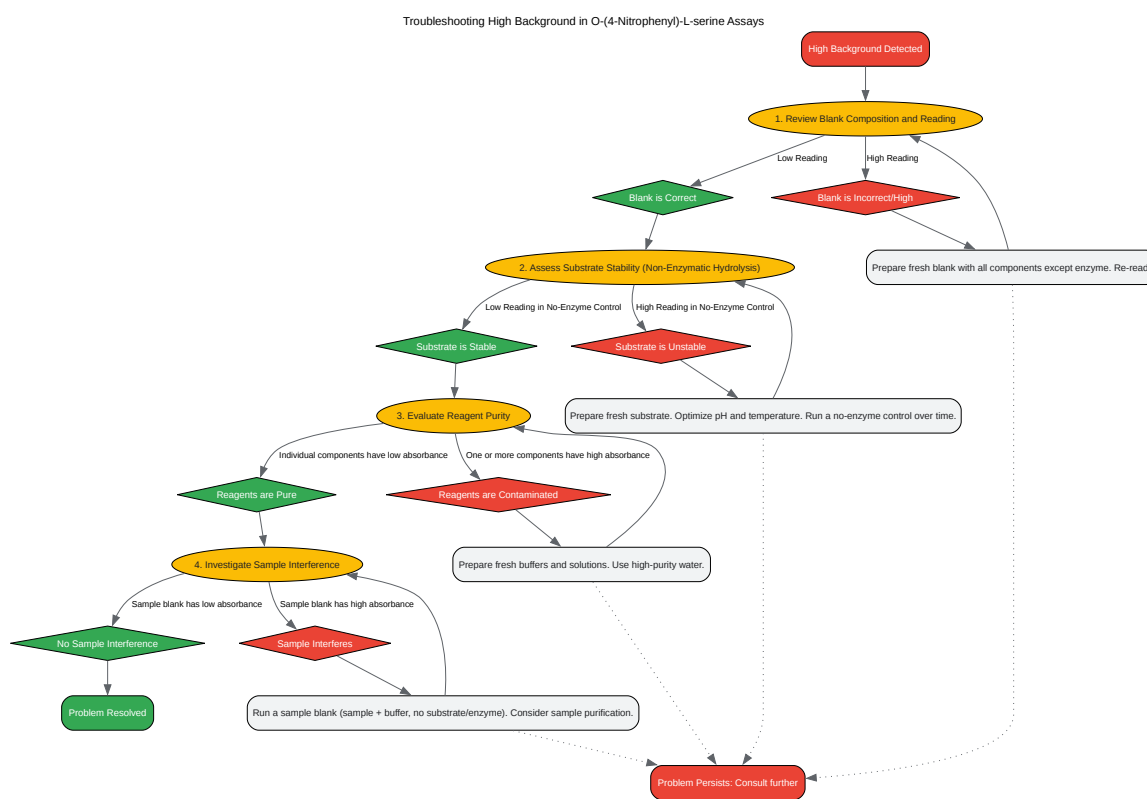 Troubleshooting High Background in O-(4-Nitrophenyl)-L-serine Assays
High Background Detected
1. Review Blank Composition and Reading
Low Reading
High Reading
Blank is Correct
Blank is Incorrect/High
2. Assess Substrate Stability (Non-Enzymatic Hydrolysis)
Prepare fresh blank with all components except enzyme. Re-read
Low Reading in No-Enzyme Control
High Reading in No-Enzyme Control
Substrate is Stable
Substrate is Unstable
3. Evaluate Reagent Purity
Prepare fresh substrate. Optimize pH and temperature. Run a no-enzyme control over time.
Individual components have low absorbance
One or more components have high absorbance
Reagents are Pure
Reagents are Contaminated
4. Investigate Sample Interference
Prepare fresh buffers and solutions. Use high-purity water.
Sample blank has low absorbance
Sample blank has high absorbance
No Sample Interference
Sample Interferes
Problem Resolved
Run a sample blank (sample + buffer, no substrate/enzyme). Consider sample purification.
Problem Persists: Consult further